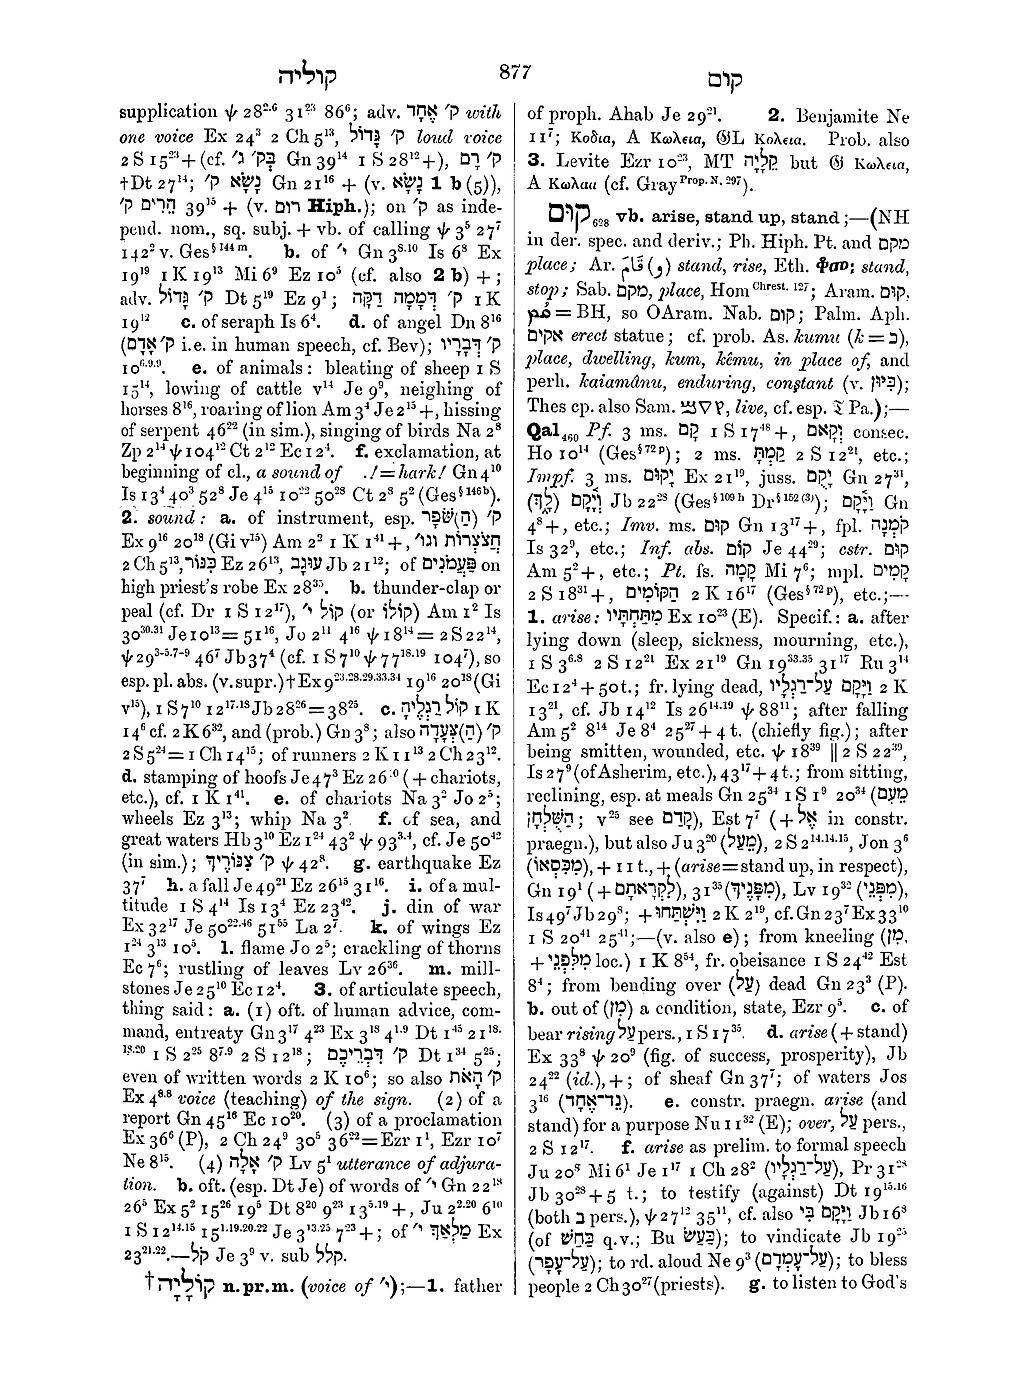 קוליה
877
קום
supplication ψ 28²·⁶ 31²³ 86⁶; adv. ק׳ אֶחָד with
one voice Ex 24³ 2 Ch 5¹³, ק׳ גָּדוֹל loud voice
2 S 15²³+(cf. בְּק׳ ג׳ Gn 39¹⁴ 1 S 28¹²+), ק׳ רָם
†Dt 27¹⁴; נָשָׂא ק׳ Gn 21¹⁶ + (v. נָשָׂא 1 b (5)),
הֵרִים ק׳ 39¹⁵ + (v. רום Hiph.); on ק׳ as inde-
pend. nom., sq. subj. + vb. of calling ψ 3⁵ 27⁷
142² v. Ges§ ¹⁴⁴ ᵐ. b. of י׳ Gn 3⁸·¹⁰ Is 6⁸ Ex
19¹⁹ 1 K 19¹³ Mi 6⁹ Ez 10⁵ (cf. also 2 b) + ;
adv. ק׳ גָּדוֹל Dt 5¹⁹ Ez 9¹; ק׳ דְּמָמָה דַקָּה 1 K
19¹² c. of seraph Is 6⁴. d. of angel Dn 8¹⁶
(ק׳ אָדָם i.e. in human speech, cf. Bev); ק׳ דְּבָרָיו
10⁶·⁹·⁹. e. of animals: bleating of sheep 1 S
15¹⁴, lowing of cattle v¹⁴ Je 9⁹, neighing of
horses 8¹⁶, roaring of lion Am 3⁴ Je 2¹⁵ +, hissing
of serpent 46²² (in sim.), singing of birds Na 2⁸
Zp 2¹⁴ ψ 104¹² Ct 2¹² Ec 12⁴. f. exclamation, at
beginning of cl., a sound of . .! = hark! Gn 4¹⁰
Is 13⁴ 40³ 52⁸ Je 4¹⁵ 10²² 50²⁸ Ct 2⁸ 5² (Ges§ ¹⁴⁶ ᵇ).
2. sound: a. of instrument, esp. ק׳ (הַ)שֹּׁפָר
Ex 9¹⁶ 20¹⁸ (Gi v¹⁵) Am 2² 1 K 1⁴¹ +, חֲצֹצְרוֹת וגו׳
2 Ch 5¹³, כִּנּוֹר Ez 26¹³, עוּגָב Jb 21¹²; of פַּעֲמֹנִים on
high priest's robe Ex 28³⁵. b. thunder-clap or
peal (cf. Dr 1 S 12¹⁷), קוֹל י׳ (or קוֹלוֹ) Am 1² Is
30³⁰·³¹ Je 10¹³ = 51¹⁶, Jo 2¹¹ 4¹⁶ ψ 18¹⁴ = 2 S 22¹⁴,
ψ 29³⁻⁵·⁷⁻⁹ 46⁷ Jb 37⁴ (cf. 1 S 7¹⁰ ψ 77¹⁸·¹⁹ 104⁷), so
esp. pl. abs. (v. supr.) †Ex 9²³·²⁸·²⁹·³³·³⁴ 19¹⁶ 20¹⁸ (Gi
v¹⁵), 1 S 7¹⁰ 12¹⁷·¹⁸ Jb 28²⁶ = 38²⁵. c. קוֹל רַגְלֶיהָ 1 K
14⁶ cf. 2 K 6³², and (prob.) Gn 3⁸; also ק׳ (הַ)צְּעָדָה
2 S 5²⁴ = 1 Ch 14¹⁵; of runners 2 K 11¹³ 2 Ch 23¹².
d. stamping of hoofs Je 47³ Ez 26¹⁰ ( + chariots,
etc.), cf. 1 K 1⁴¹. e. of chariots Na 3² Jo 2⁵;
wheels Ez 3¹³; whip Na 3². f. of sea, and
great waters Hb 3¹⁰ Ez 1²⁴ 43² ψ 93³·⁴, cf. Je 50⁴²
(in sim.); ק׳ צִנּוֹרֶיךָ ψ 42⁸. g. earthquake Ez
37⁷ h. a fall Je 49²¹ Ez 26¹⁵ 31¹⁶. i. of a mul-
titude 1 S 4¹⁴ Is 13⁴ Ez 23⁴². j. din of war
Ex 32¹⁷ Je 50²²·⁴⁶ 51⁵⁵ La 2⁷. k. of wings Ez
1²⁴ 3¹³ 10⁵. l. flame Jo 2⁵; crackling of thorns
Ec 7⁶; rustling of leaves Lv 26³⁶. m. mill-
stones Je 25¹⁰ Ec 12⁴. 3. of articulate speech,
thing said: a. (1) oft. of human advice, com-
mand, entreaty Gn 3¹⁷ 4²³ Ex 3¹⁸ 4¹·⁹ Dt 1⁴⁵ 21¹⁸·
¹⁸·²⁰ 1 S 2²⁵ 8⁷·⁹ 2 S 12¹⁸; ק׳ דִּבְרֵיכֶם Dt 1³⁴ 5²⁵;
even of written words 2 K 10⁶; so also ק׳ הָאֹת
Ex 4⁸·⁸ voice (teaching) of the sign. (2) of a
report Gn 45¹⁶ Ec 10²⁰. (3) of a proclamation
Ex 36⁶ (P), 2 Ch 24⁹ 30⁵ 36²² = Ezr 1¹, Ezr 10⁷
Ne 8¹⁵. (4) ק׳ אָלָה Lv 5¹ utterance of adjura-
tion. b. oft. (esp. Dt Je) of words of י׳ Gn 22¹⁸
26⁵ Ex 5² 15²⁶ 19⁵ Dt 8²⁰ 9²³ 13⁵·¹⁹ +, Ju 2²·²⁰ 6¹⁰
1 S 12¹⁴·¹⁵ 15¹·¹⁹·²⁰·²² Je 3¹³·²⁵ 7²³ +; of מַלְאַךְ י׳ Ex
23²¹·²².—קֹל Je 3⁹ v. sub קלל.
†קוֹלָיָה n.pr.m. (voice of י׳);—1. father
of proph. Ahab Je 29²¹. 2. Benjamite Ne
11⁷; Κοδια, A Κωλεια, 𝔊L Κολεια. Prob. also
3. Levite Ezr 10²³, MT קֵלָיָה but 𝔊 Κωλεια,
A Κωλαα (cf. Gray Prop. N. 297).
קוּם₆₂₈ vb. arise, stand up, stand;—(NH
in der. spec. and deriv.; Ph. Hiph. Pt. and מקם
place; Ar. قَامَ (و) stand, rise, Eth. ቆመ: stand,
stop; Sab. מקם, place, Hom Chrest. 127; Aram. קוּם,
ܩܳܡ = BH, so OAram. Nab. קום; Palm. Aph.
אקים erect statue; cf. prob. As. kumu (k = כ),
place, dwelling, kum, kêmu, in place of, and
perh. kaiamânu, enduring, constant (v. כִּיּוּן);
Thes cp. also Sam. live, cf. esp. 𝔗 Pa.);—
Qal₄₆₀ Pf. 3 ms. קָם 1 S 17⁴⁸ +, וְקָאם consec.
Ho 10¹⁴ (Ges§ ⁷² ᵖ); 2 ms. קַמְתָּ 2 S 12²¹, etc.;
Impf. 3 ms. יָקוּם Ex 21¹⁹, juss. יָקֻם Gn 27³¹,
(לָךְ) וְיָקָם Jb 22²⁸ (Ges§ ¹⁰⁹ ʰ Dr§ ¹⁵² ⁽³⁾); וַיָּקָם Gn
4⁸ +, etc.; Imv. ms. קוּם Gn 13¹⁷ +, fpl. קֹמְנָה
Is 32⁹, etc.; Inf. abs. קוֹם Je 44²⁹; cstr. קוּם
Am 5² +, etc.; Pt. fs. קָמָה Mi 7⁶; mpl. קָמִים
2 S 18³¹ +, הַקּוֹמִים 2 K 16¹⁷ (Ges§ ⁷² ᵖ), etc.;—
1. arise: מִתַּחְתָּיו Ex 10²³ (E). Specif.: a. after
lying down (sleep, sickness, mourning, etc.),
1 S 3⁶·⁸ 2 S 12²¹ Ex 21¹⁹ Gn 19³³·³⁵ 31¹⁷ Ru 3¹⁴
Ec 12⁴ + 50 t.; fr. lying dead, וַיָּקָם עַל־רַגְלָיו 2 K
13²¹, cf. Jb 14¹² Is 26¹⁴·¹⁹ ψ 88¹¹; after falling
Am 5² 8¹⁴ Je 8⁴ 25²⁷ + 4 t. (chiefly fig.); after
being smitten, wounded, etc. ψ 18³⁹ ‖ 2 S 22³⁹,
Is 27⁹ (of Asherim, etc.), 43¹⁷ + 4 t.; from sitting,
reclining, esp. at meals Gn 25³⁴ 1 S 1⁹ 20³⁴ (מֵעִם
הַשֻּׁלְחָן; v²⁵ see קָדַם), Est 7⁷ ( + אֶל in constr.
praegn.), but also Ju 3²⁰ (מֵעַל), 2 S 2¹⁴·¹⁴·¹⁵, Jon 3⁶
(מִכִּסְאוֹ), + 11 t., + (arise = stand up, in respect),
Gn 19¹ ( + לִקְרָאתָם), 31³⁵ (מִפָּנֶיךָ), Lv 19³² (מִפְּנֵי),
Is 49⁷ Jb 29⁸; + וַיִּשְׁתַּחוּ 2 K 2¹⁹, cf. Gn 23⁷ Ex 33¹⁰
1 S 20⁴¹ 25⁴¹;—(v. also e); from kneeling (מִן,
+ מִלִּפְנֵי loc.) 1 K 8⁵⁴, fr. obeisance 1 S 24⁴² Est
8⁴; from bending over (עַל) dead Gn 23³ (P).
b. out of (מִן) a condition, state, Ezr 9⁵. c. of
bear rising עַל pers., 1 S 17³⁵. d. arise ( + stand)
Ex 33⁸ ψ 20⁹ (fig. of success, prosperity), Jb
24²² (id.), + ; of sheaf Gn 37⁷; of waters Jos
3¹⁶ (נֵד־אֶחָד). e. constr. praegn. arise (and
stand) for a purpose Nu 11³² (E); over, עַל pers.,
2 S 12¹⁷. f. arise as prelim. to formal speech
Ju 20⁸ Mi 6¹ Je 1¹⁷ 1 Ch 28² (עַל־רַגְלָיו), Pr 31²⁸
Jb 30²⁸ + 5 t.; to testify (against) Dt 19¹⁵·¹⁶
(both ב pers.), ψ 27¹² 35¹¹, cf. also וַיָּקָם בִּי Jb 16⁸
(of כַּחַשׁ q.v.; Bu כַּעַשׂ); to vindicate Jb 19²⁵
(עַל־עָפָר); to rd. aloud Ne 9³ (עַל־עָמְדָם); to bless
people 2 Ch 30²⁷ (priests). g. to listen to God's